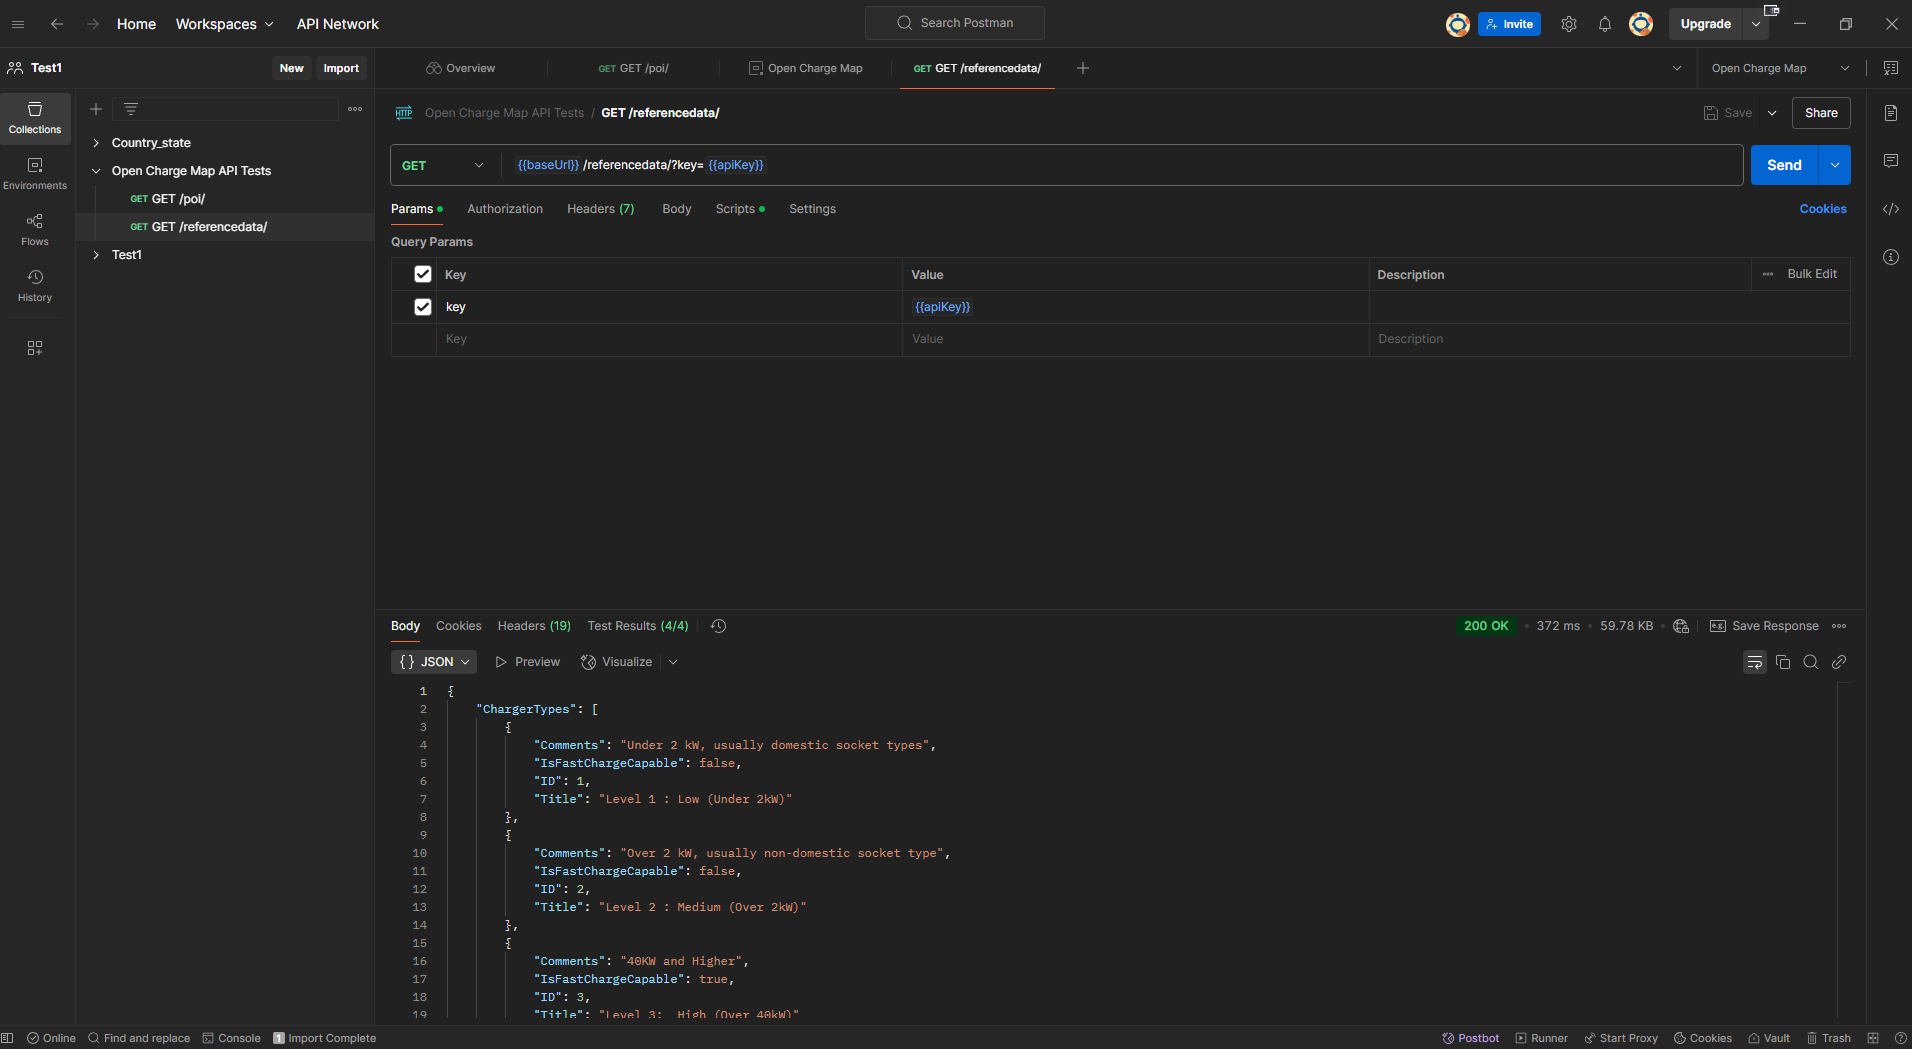 Home Workspaces API Network Search Postman Invite Upgrade
Test1 New Import Overview GET GET /poi/ Open Charge Map GET GET /referencedata/ Open Charge Map
Collections
Environments
Flows
History
Country_state
Open Charge Map API Tests
GET GET /poi/
GET GET /referencedata/
Test1
HTTP Open Charge Map API Tests / GET /referencedata/ Save Share
GET {{baseUrl}} /referencedata/?key= {{apiKey}} Send
Params Authorization Headers (7) Body Scripts Settings Cookies
Query Params
Key Value Description Bulk Edit
key {{apiKey}}
Key Value Description
Body Cookies Headers (19) Test Results (4/4) 200 OK 372 ms 59.78 KB e.g. Save Response
{} JSON Preview Visualize
1 {
2 "ChargerTypes": [
3 {
4 "Comments": "Under 2 kW, usually domestic socket types",
5 "IsFastChargeCapable": false,
6 "ID": 1,
7 "Title": "Level 1 : Low (Under 2kW)"
8 },
9 {
10 "Comments": "Over 2 kW, usually non-domestic socket type",
11 "IsFastChargeCapable": false,
12 "ID": 2,
13 "Title": "Level 2 : Medium (Over 2kW)"
14 },
15 {
16 "Comments": "40KW and Higher",
17 "IsFastChargeCapable": true,
18 "ID": 3,
19 "Title": "Level 3:  High (Over 40kW)"
Online Find and replace Console 1 Import Complete Postbot Runner Start Proxy Cookies Vault Trash